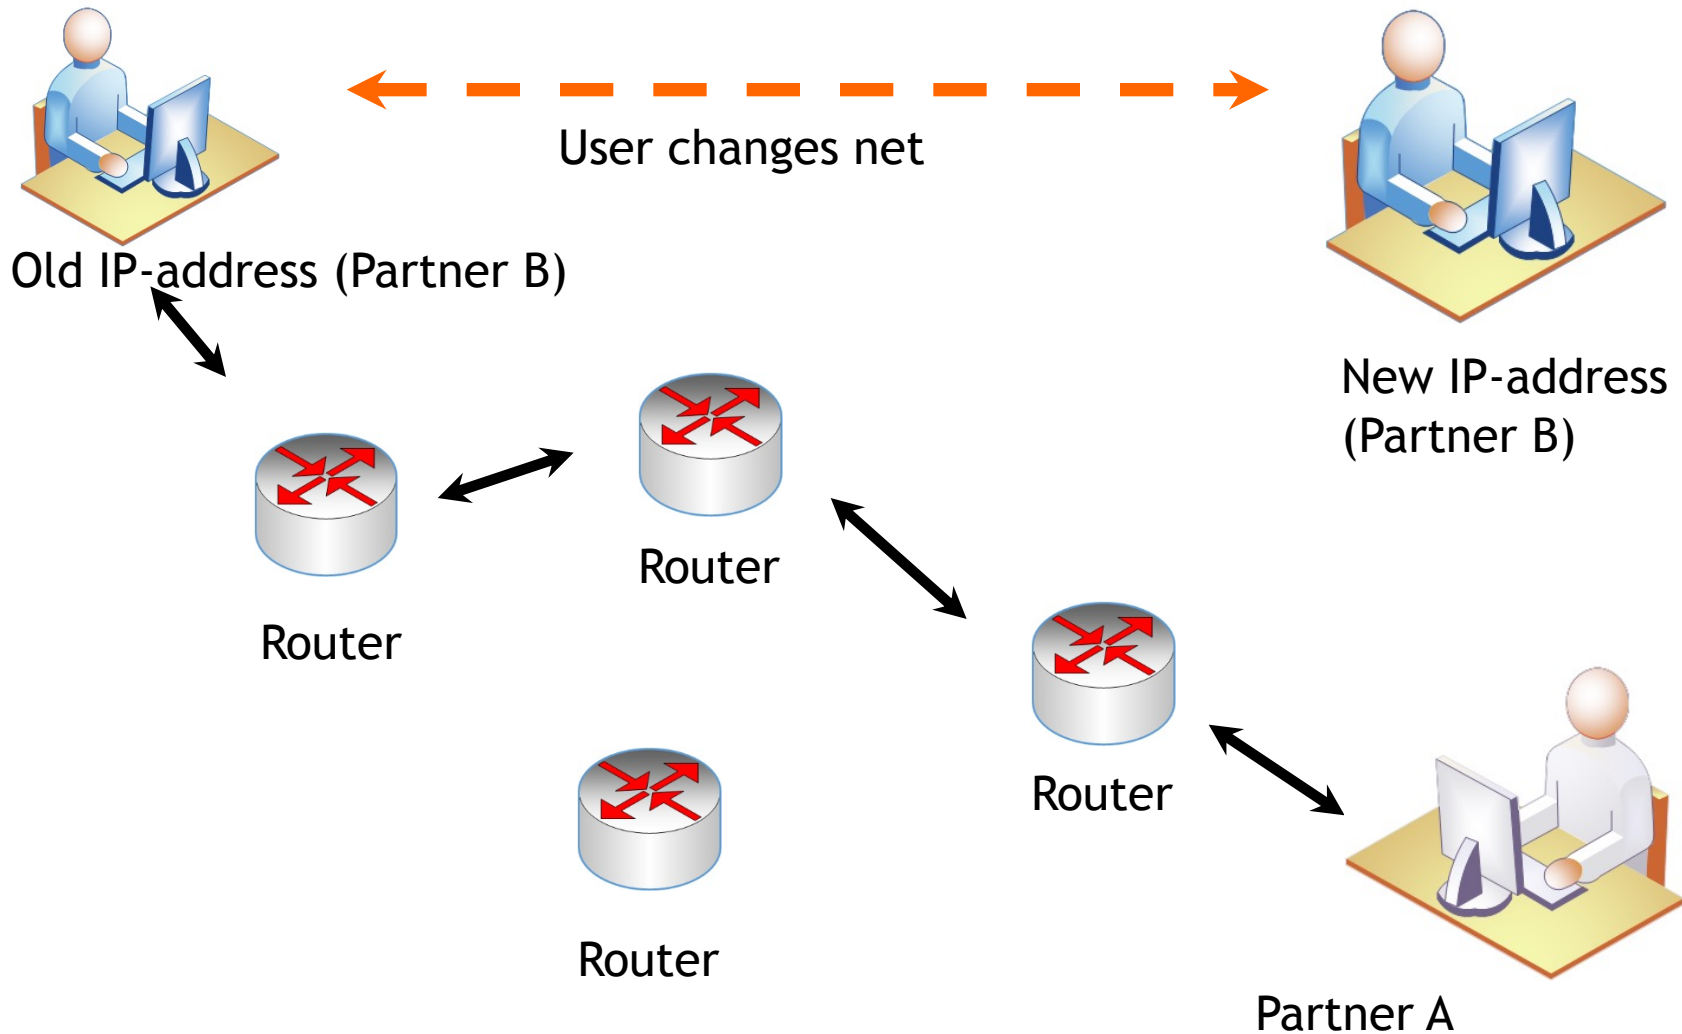 User changes net
Old IP-address (Partner B)
New IP-address
(Partner B)
Router
Router
Router
Router
Partner A